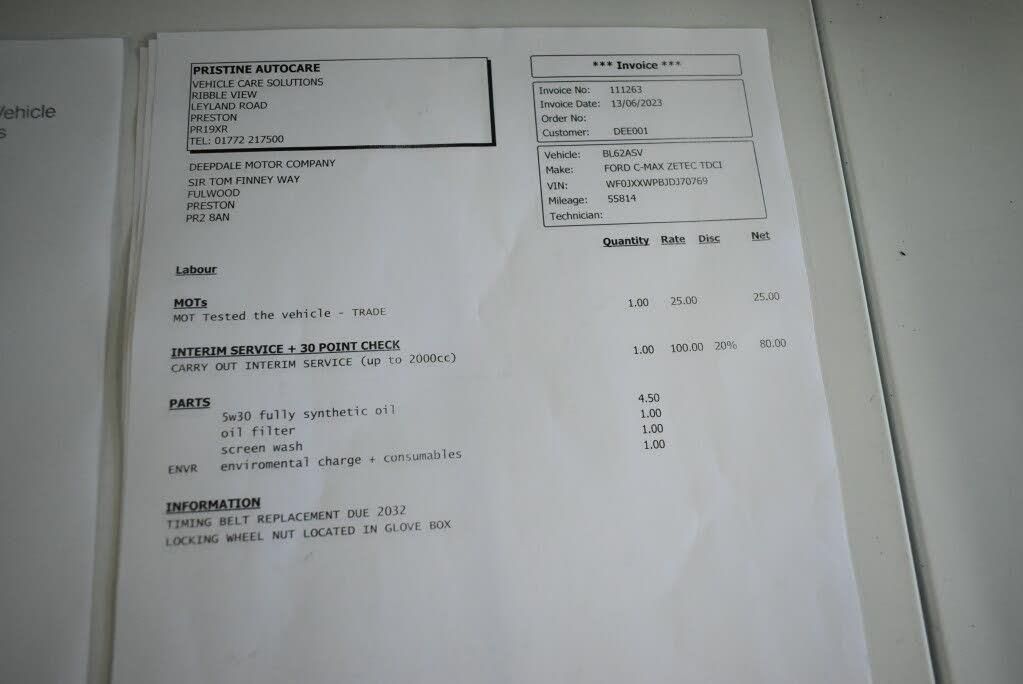 Vehicle
s
PRISTINE AUTOCARE
VEHICLE CARE SOLUTIONS
RIBBLE VIEW
LEYLAND ROAD
PRESTON
PR19XR
TEL: 01772 217500
DEEPDALE MOTOR COMPANY
SIR TOM FINNEY WAY
FULWOOD
PRESTON
PR2 8AN
*** Invoice ***
Invoice No: 111263
Invoice Date: 13/06/2023
Order No:
Customer: DEE001
Vehicle: BL62ASV
Make: FORD C-MAX ZETEC TDCI
VIN: WF0JXXWPBJDJ70769
Mileage: 55814
Technician:
Quantity Rate Disc Net
Labour
MOTs
MOT Tested the vehicle - TRADE 1.00 25.00 25.00
INTERIM SERVICE + 30 POINT CHECK
CARRY OUT INTERIM SERVICE (up to 2000cc) 1.00 100.00 20% 80.00
PARTS
5w30 fully synthetic oil 4.50
oil filter 1.00
screen wash 1.00
ENVR enviromental charge + consumables 1.00
INFORMATION
TIMING BELT REPLACEMENT DUE 2032
LOCKING WHEEL NUT LOCATED IN GLOVE BOX